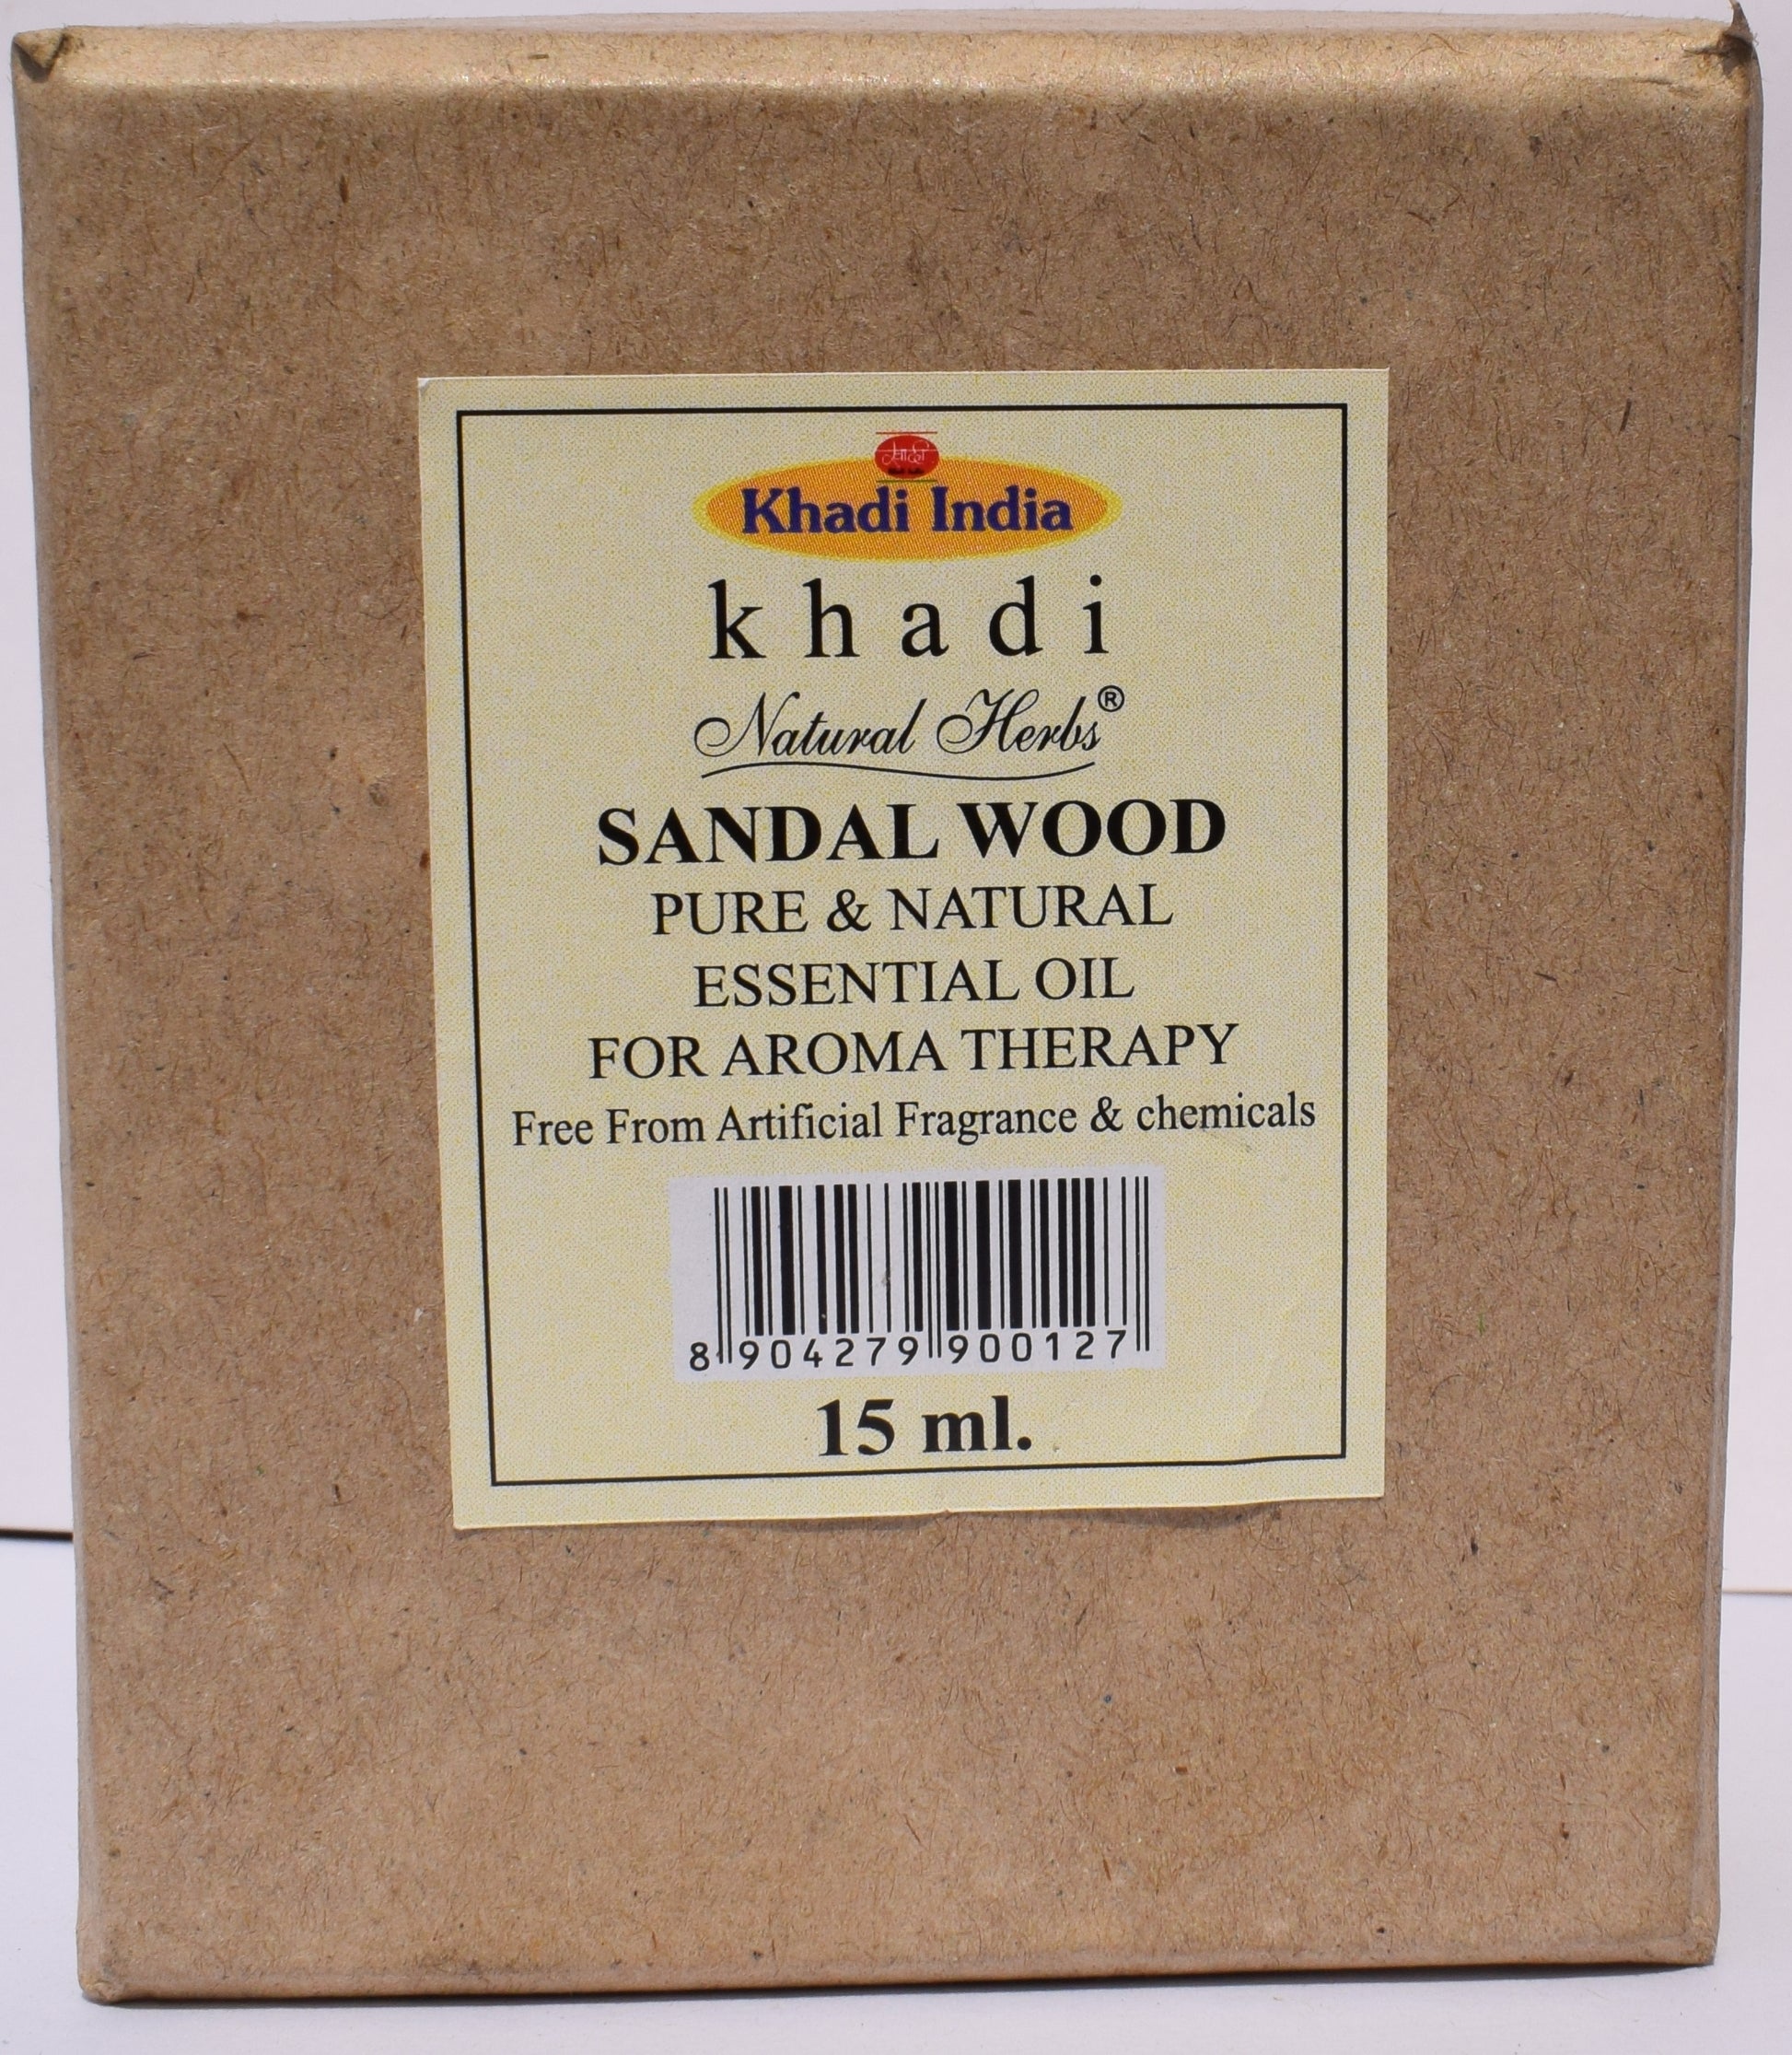 खादी
Khadi India
khadi
Natural Herbs®
SANDAL WOOD
PURE & NATURAL
ESSENTIAL OIL
FOR AROMA THERAPY
Free From Artificial Fragrance & chemicals
8 904279 900127
15 ml.